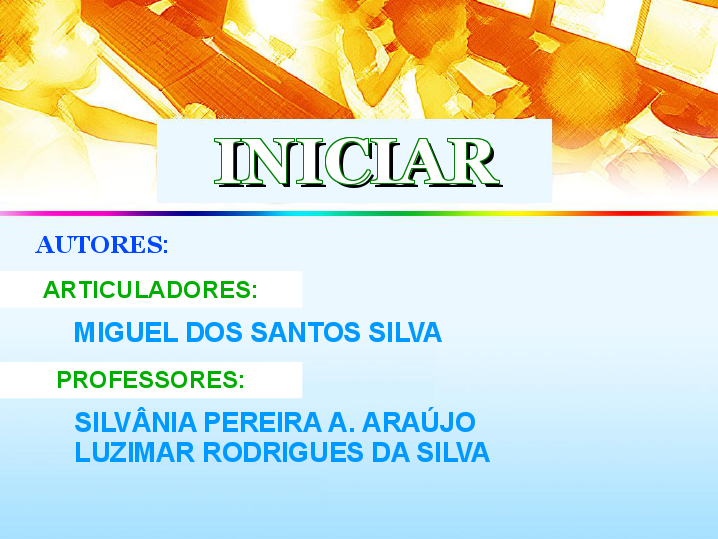 INICIAR
AUTORES:
ARTICULADORES:
MIGUEL DOS SANTOS SILVA
PROFESSORES:
SILVÂNIA PEREIRA A. ARAÚJO
LUZIMAR RODRIGUES DA SILVA